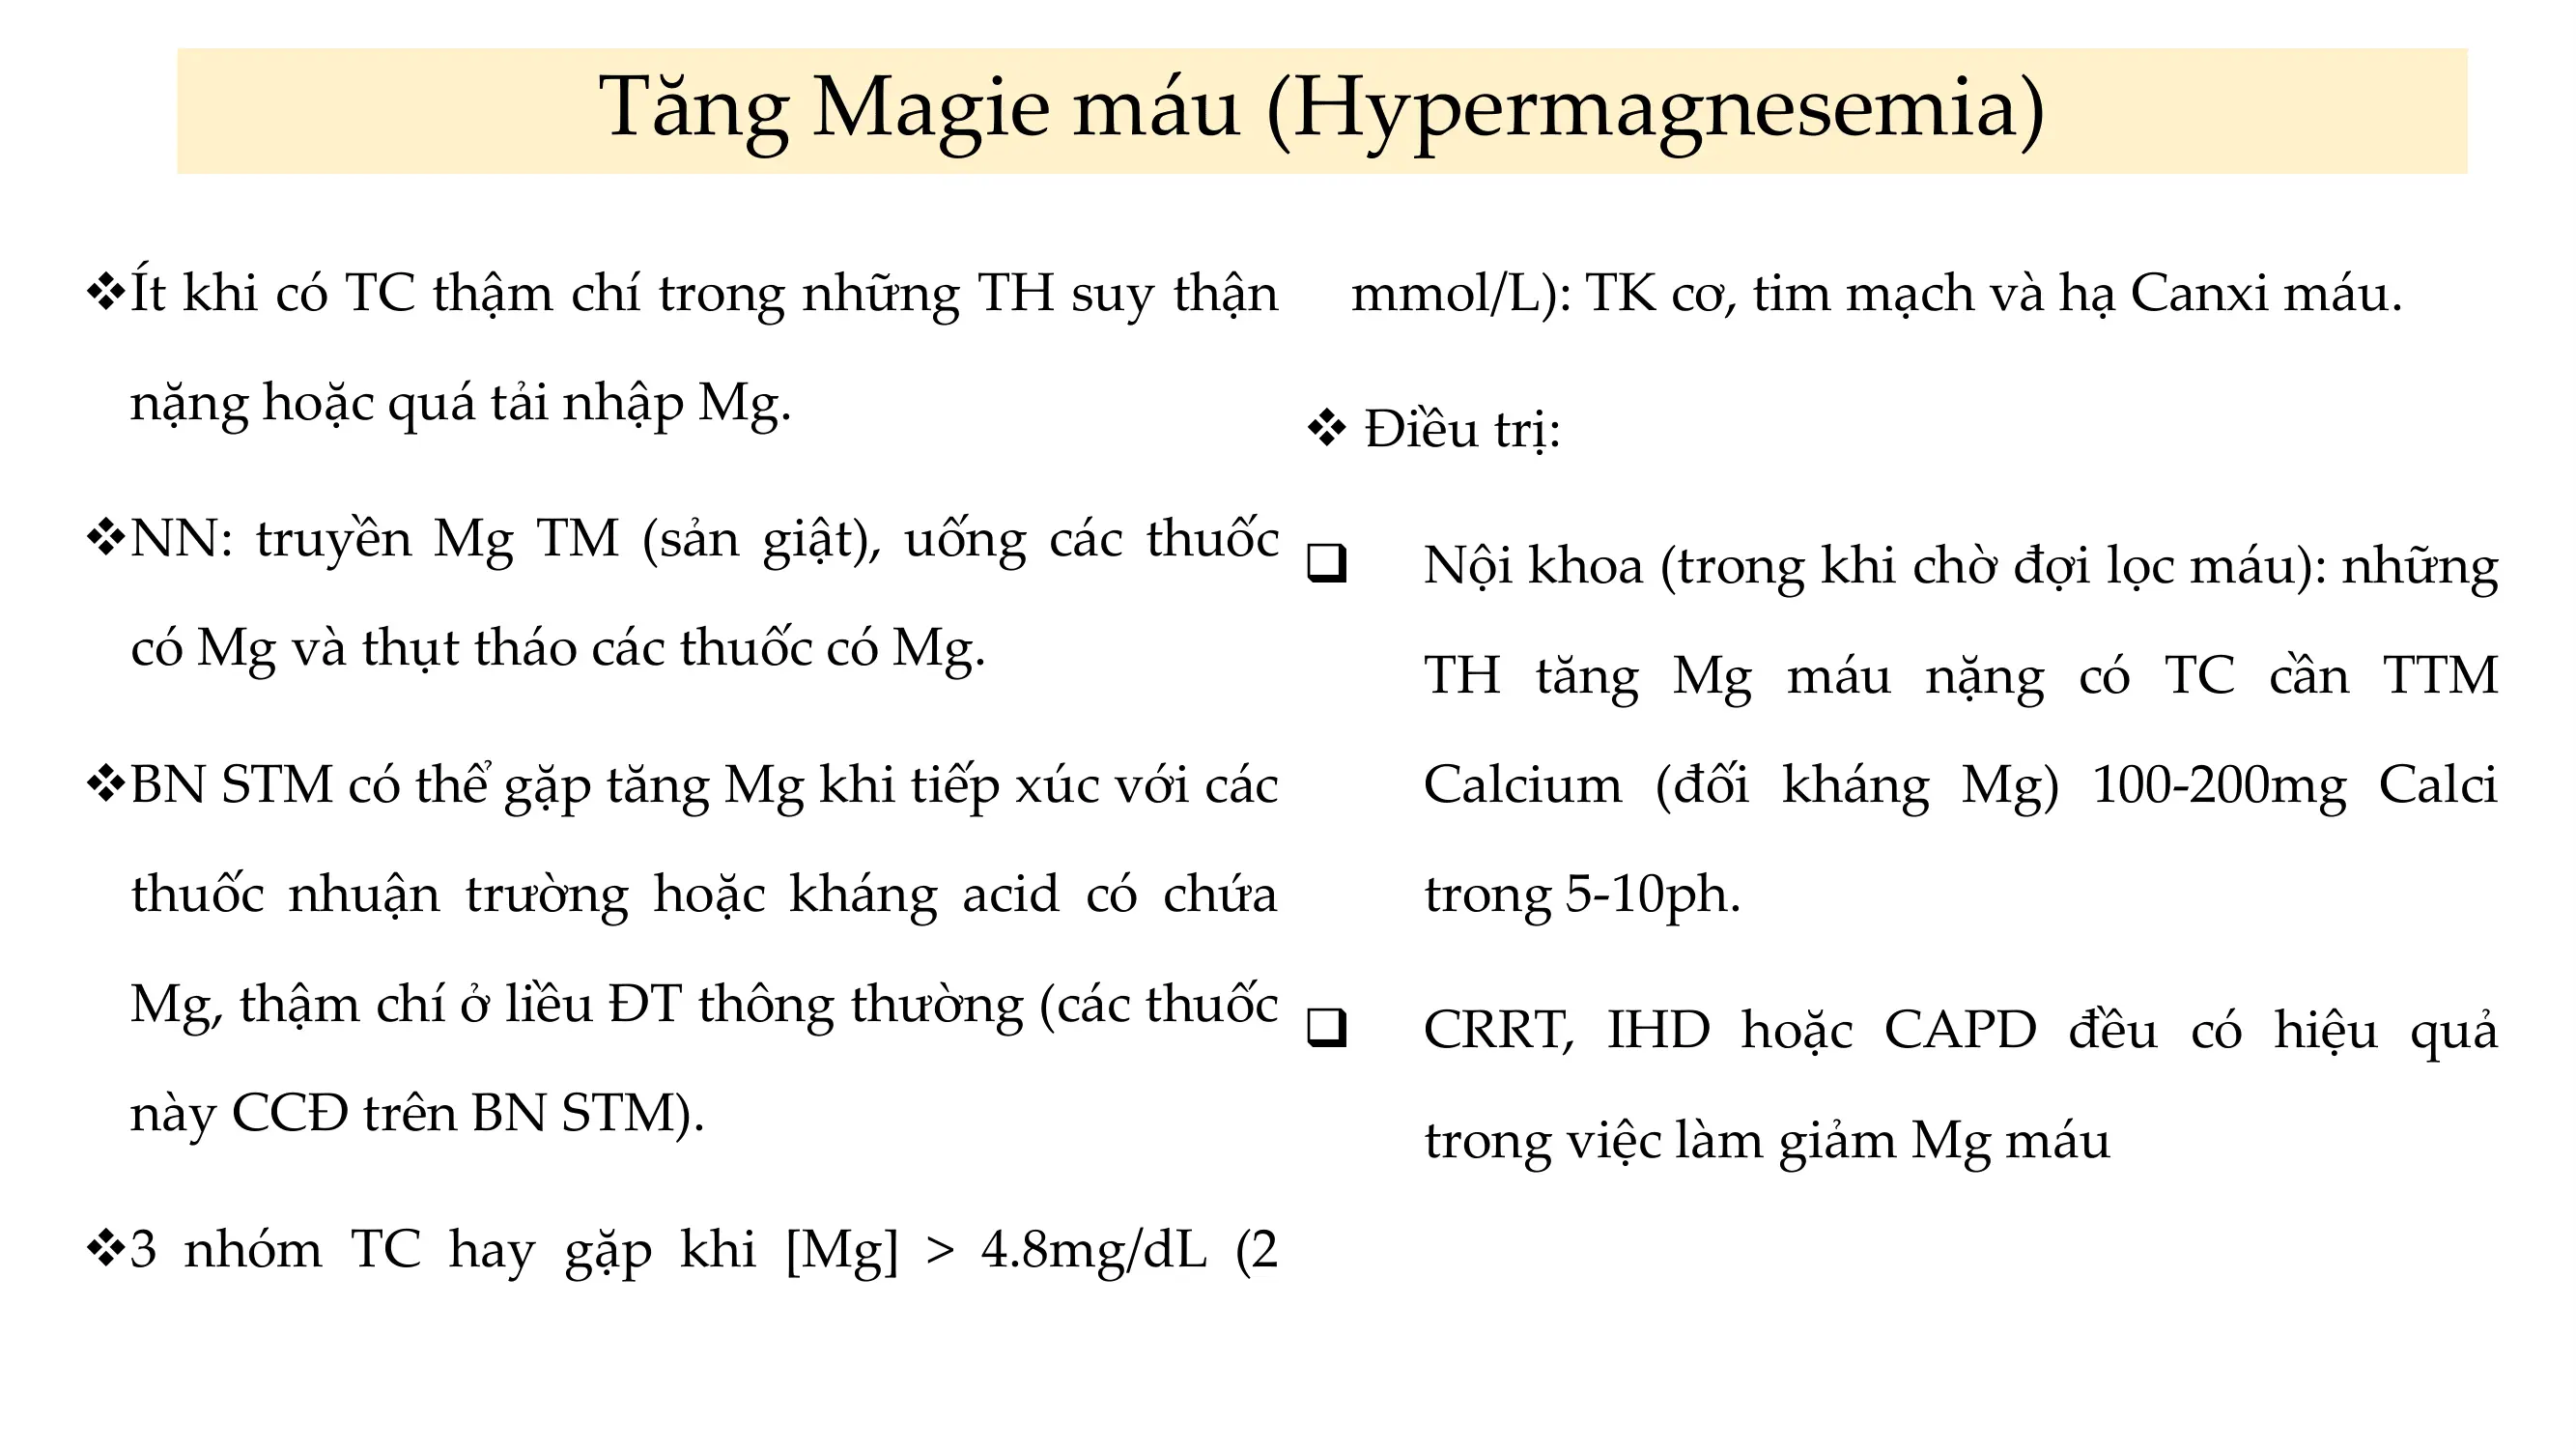 Tăng Magie máu (Hypermagnesemia)
❖Ít khi có TC thậm chí trong những TH suy thận
nặng hoặc quá tải nhập Mg.
❖NN: truyền Mg TM (sản giật), uống các thuốc
có Mg và thụt tháo các thuốc có Mg.
❖BN STM có thể gặp tăng Mg khi tiếp xúc với các
thuốc nhuận trường hoặc kháng acid có chứa
Mg, thậm chí ở liều ĐT thông thường (các thuốc
này CCĐ trên BN STM).
❖3 nhóm TC hay gặp khi [Mg] > 4.8mg/dL (2
mmol/L): TK cơ, tim mạch và hạ Canxi máu.
❖ Điều trị:
❑ Nội khoa (trong khi chờ đợi lọc máu): những
TH tăng Mg máu nặng có TC cần TTM
Calcium (đối kháng Mg) 100-200mg Calci
trong 5-10ph.
❑ CRRT, IHD hoặc CAPD đều có hiệu quả
trong việc làm giảm Mg máu